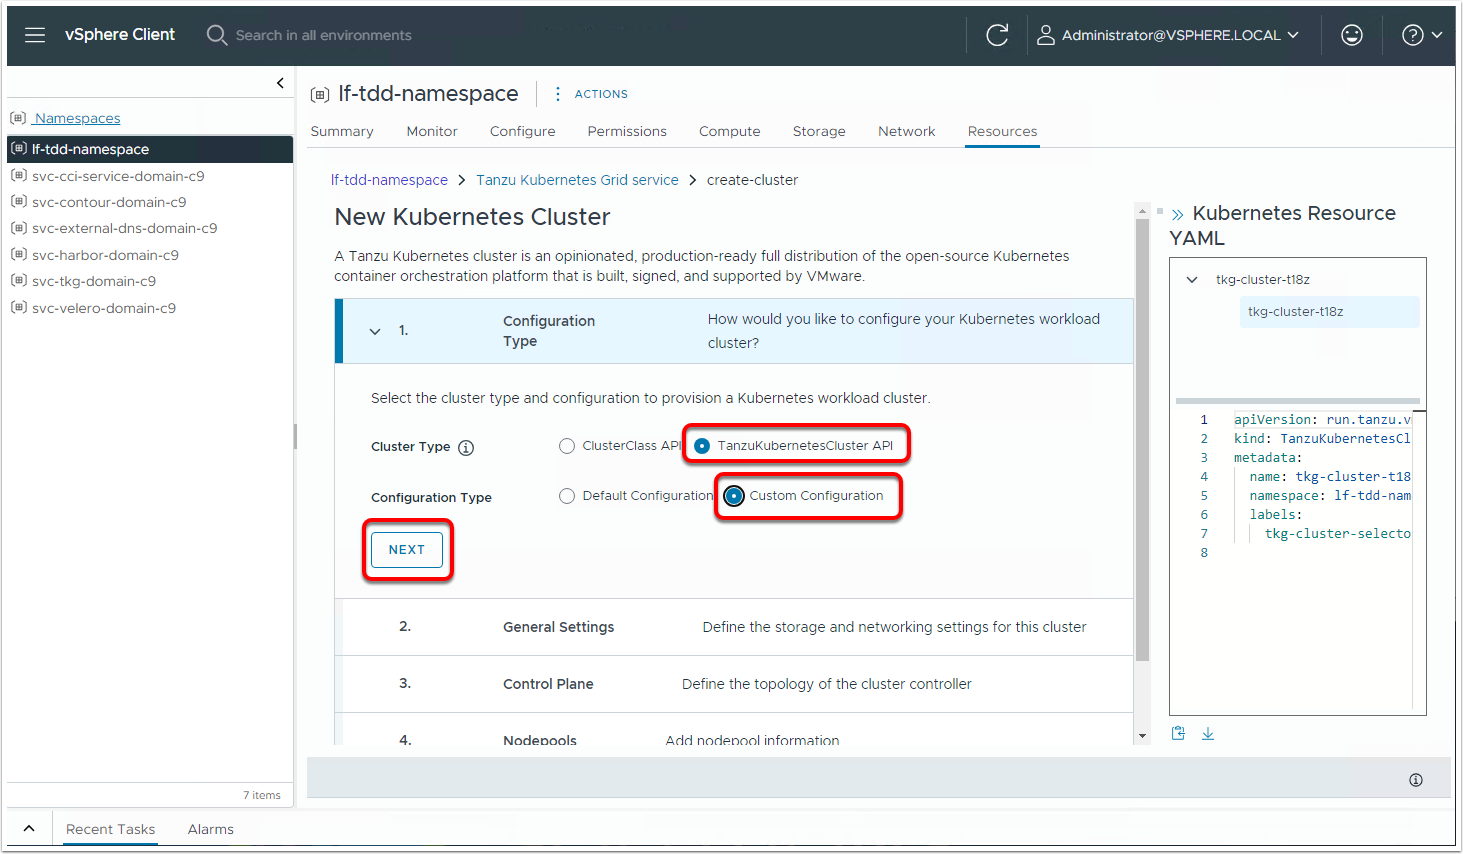 vSphere Client
Search in all environments
Administrator@VSPHERE.LOCAL
Namespaces
lf-tdd-namespace
svc-cci-service-domain-c9
svc-contour-domain-c9
svc-external-dns-domain-c9
svc-harbor-domain-c9
svc-tkg-domain-c9
svc-velero-domain-c9
7 items
lf-tdd-namespace
ACTIONS
Summary Monitor Configure Permissions Compute Storage Network Resources
lf-tdd-namespace > Tanzu Kubernetes Grid service > create-cluster
New Kubernetes Cluster
A Tanzu Kubernetes cluster is an opinionated, production-ready full distribution of the open-source Kubernetes
container orchestration platform that is built, signed, and supported by VMware.
1. Configuration
Type
How would you like to configure your Kubernetes workload
cluster?
Select the cluster type and configuration to provision a Kubernetes workload cluster.
Cluster Type ClusterClass API TanzuKubernetesCluster API
Configuration Type Default Configuration Custom Configuration
NEXT
2. General Settings Define the storage and networking settings for this cluster
3. Control Plane Define the topology of the cluster controller
4. Nodepools Add nodepool information
Kubernetes Resource
YAML
tkg-cluster-t18z
tkg-cluster-t18z
1 apiVersion: run.tanzu.v
2 kind: TanzuKubernetesCl
3 metadata:
4 name: tkg-cluster-t18
5 namespace: lf-tdd-nam
6 labels:
7 tkg-cluster-selecto
8
Recent Tasks Alarms